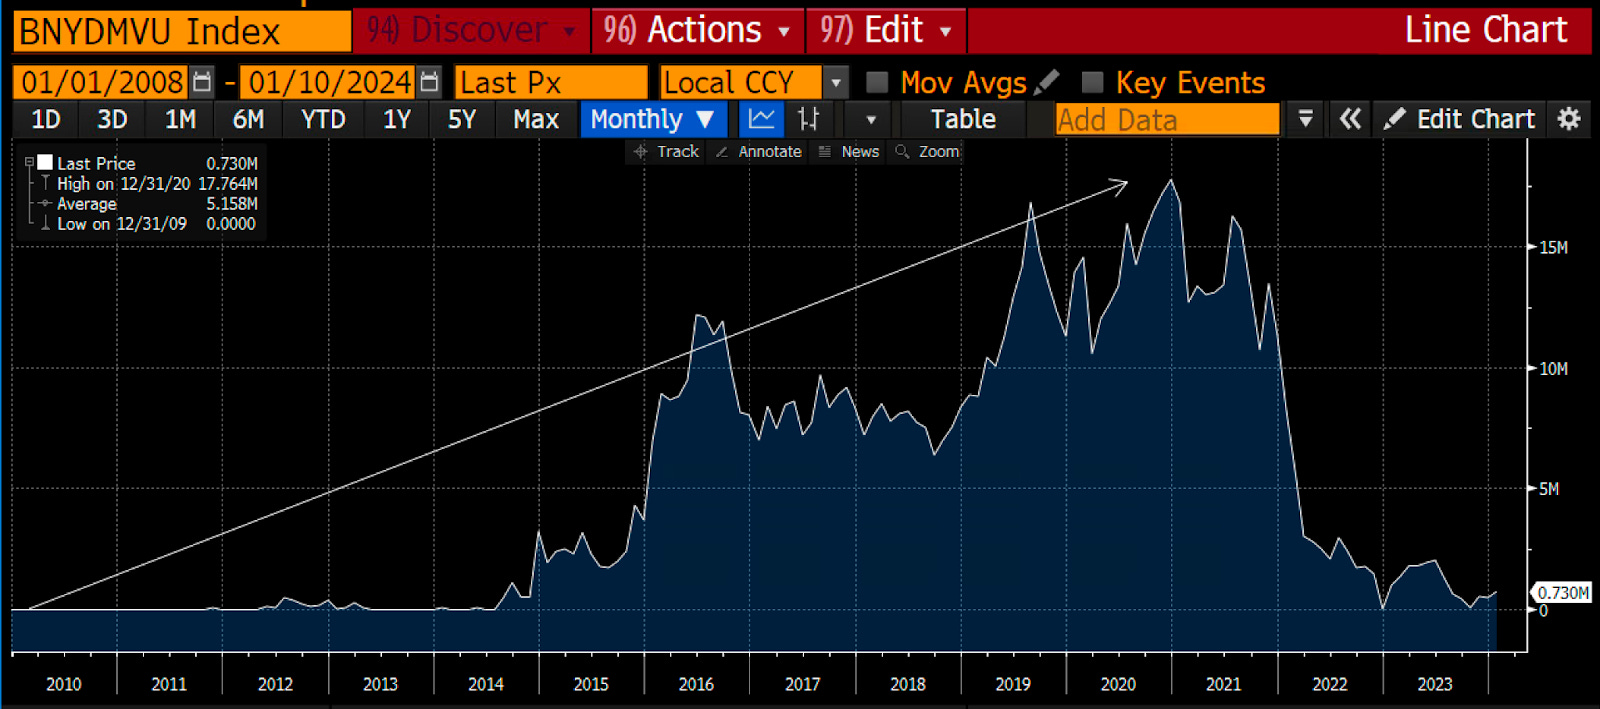 BNYDMVU Index 94) Discover 96) Actions 97) Edit Line Chart
01/01/2008 - 01/10/2024 Last Px Local CCY Mov Avgs Key Events
1D 3D 1M 6M YTD 1Y 5Y Max Monthly ▼ Table Add Data Edit Chart
Track Annotate News Zoom
Last Price 0.730M
High on 12/31/20 17.764M
Average 5.158M
Low on 12/31/09 0.0000
15M
10M
5M
0.730M
0
2010 2011 2012 2013 2014 2015 2016 2017 2018 2019 2020 2021 2022 2023